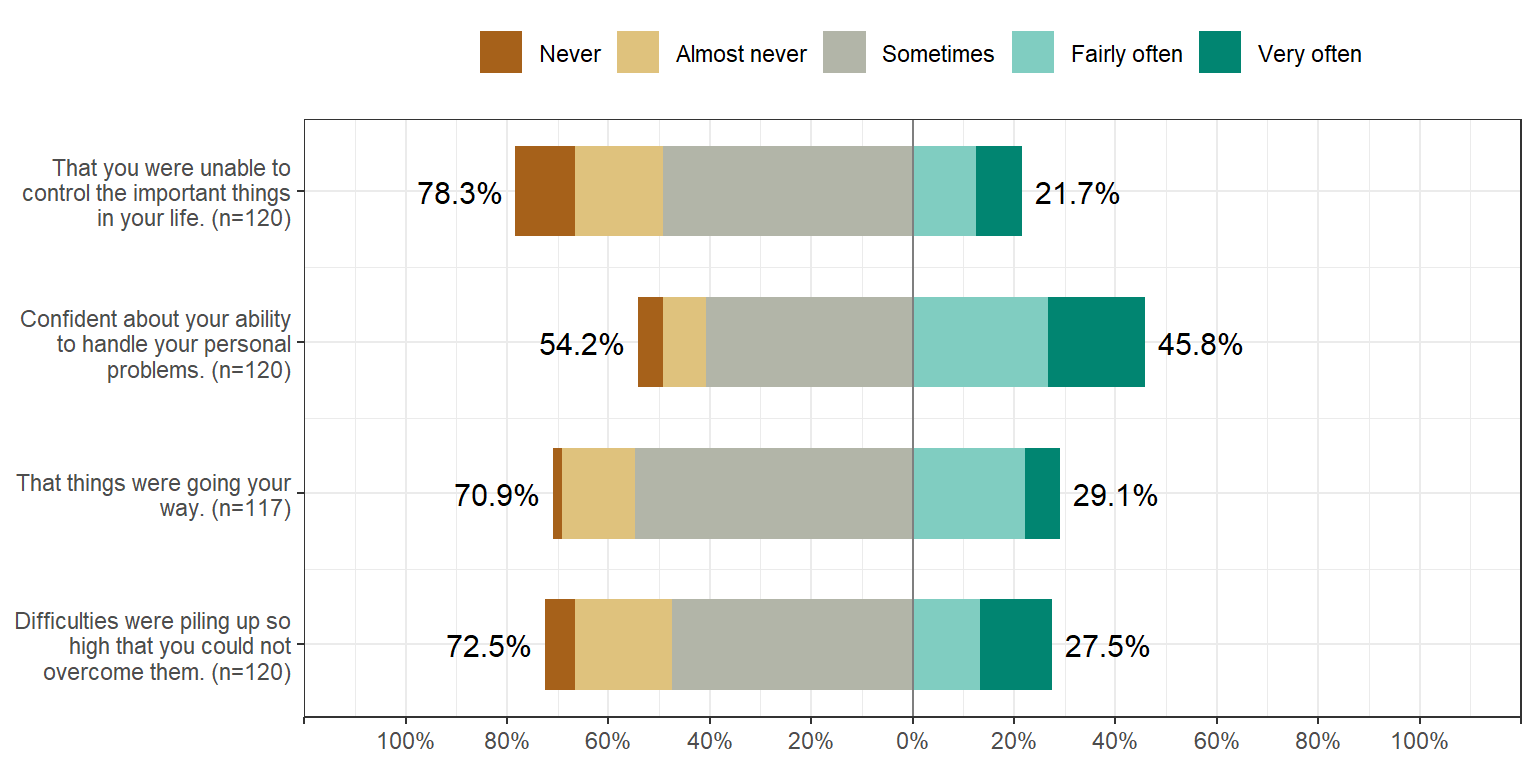 Never Almost never Sometimes Fairly often Very often
That you were unable to
control the important things
in your life. (n=120)
78.3% 21.7%
Confident about your ability
to handle your personal
problems. (n=120)
54.2% 45.8%
That things were going your
way. (n=117)
70.9% 29.1%
Difficulties were piling up so
high that you could not
overcome them. (n=120)
72.5% 27.5%
100% 80% 60% 40% 20% 0% 20% 40% 60% 80% 100%